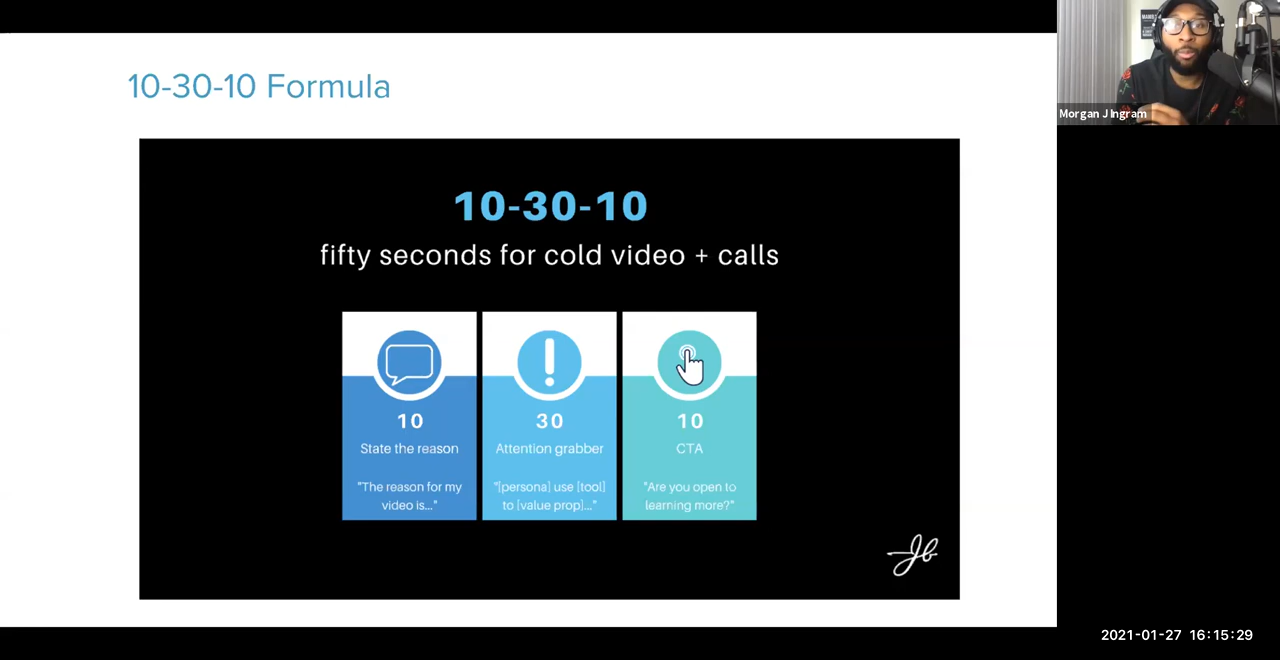 10-30-10 Formula
10-30-10
fifty seconds for cold video + calls
10
State the reason
"The reason for my
video is..."
30
Attention grabber
"[persona] use [tool]
to [value prop]..."
10
CTA
"Are you open to
learning more?"
Morgan J Ingram
2021-01-27 16:15:29